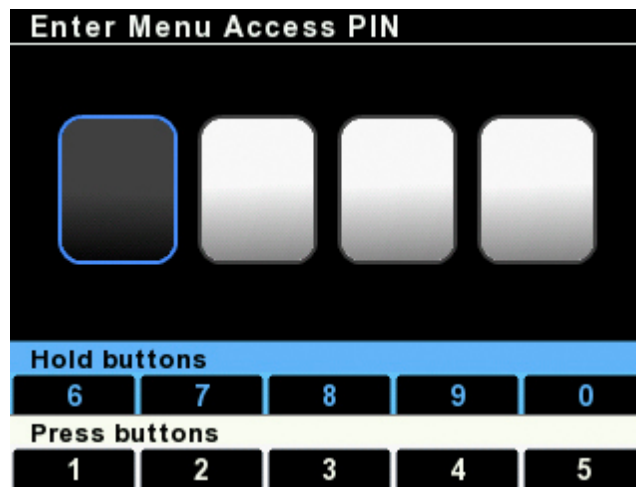 Enter Menu Access PIN
Hold buttons
6 7 8 9 0
Press buttons
1 2 3 4 5